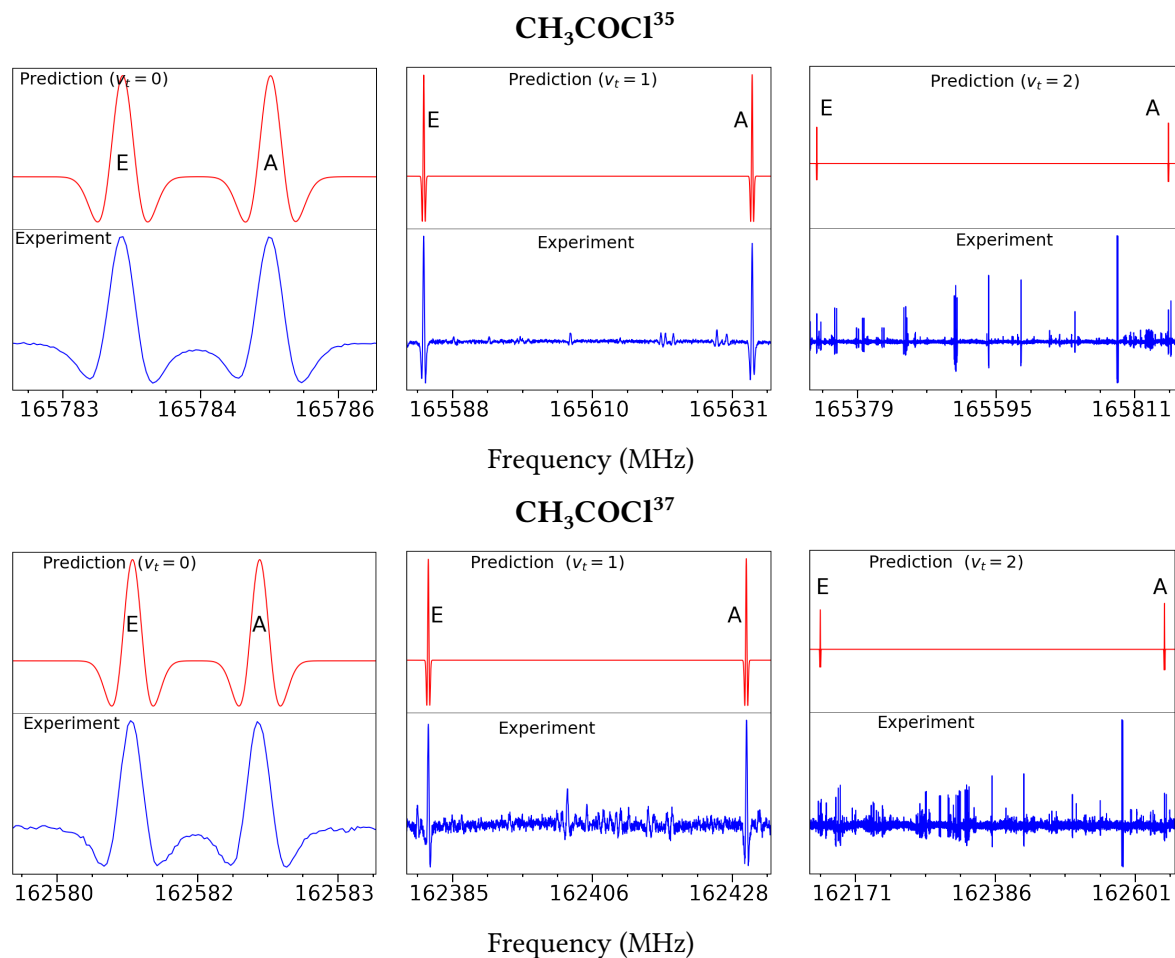 CH₃COCl³⁵
Prediction (vₜ = 0)
E
A
Experiment
165783 165784 165786
Prediction (vₜ = 1)
E
A
Experiment
165588 165610 165631
Prediction (vₜ = 2)
E
A
Experiment
165379 165595 165811
Frequency (MHz)
CH₃COCl³⁷
Prediction (vₜ = 0)
E
A
Experiment
162580 162582 162583
Prediction (vₜ = 1)
E
A
Experiment
162385 162406 162428
Prediction (vₜ = 2)
E
A
Experiment
162171 162386 162601
Frequency (MHz)